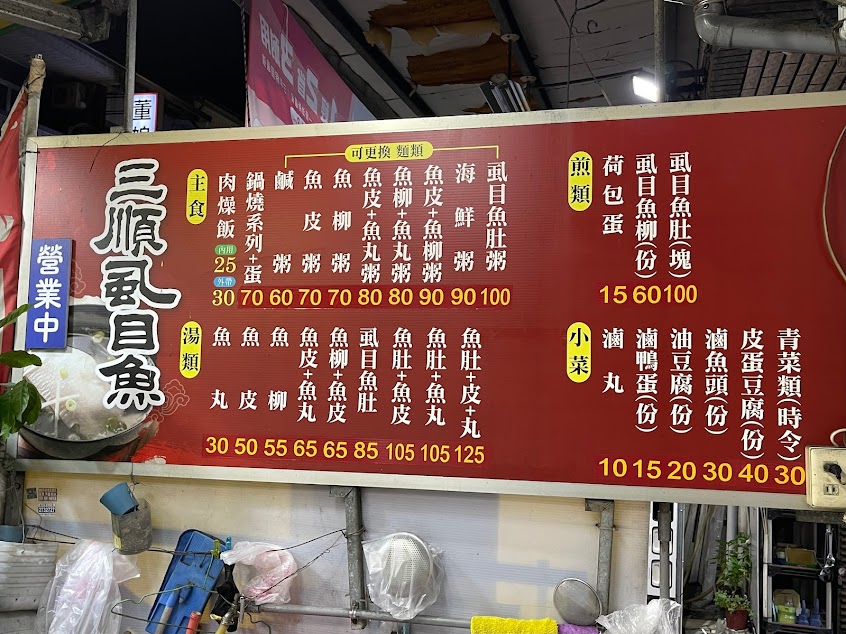 三順虱目魚
營業中
董娘
主食
可更換 麵類
肉燥飯 內用 25 外帶 30
鍋燒系列+蛋 70
鹹粥 60
魚皮粥 70
魚柳粥 70
魚皮+魚丸粥 80
魚柳+魚丸粥 80
魚皮+魚柳粥 90
海鮮粥 90
虱目魚肚粥 100
湯類
魚丸 30
魚皮 50
魚柳 55
魚皮+魚丸 65
魚柳+魚皮 65
虱目魚肚 85
魚肚+魚皮 105
魚肚+魚丸 105
魚肚+皮+丸 125
煎類
荷包蛋 15
虱目魚柳(份) 60
虱目魚肚(塊) 100
小菜
滷丸 10
滷鴨蛋(份) 15
油豆腐(份) 20
滷魚頭(份) 30
皮蛋豆腐(份) 40
青菜類(時令) 30